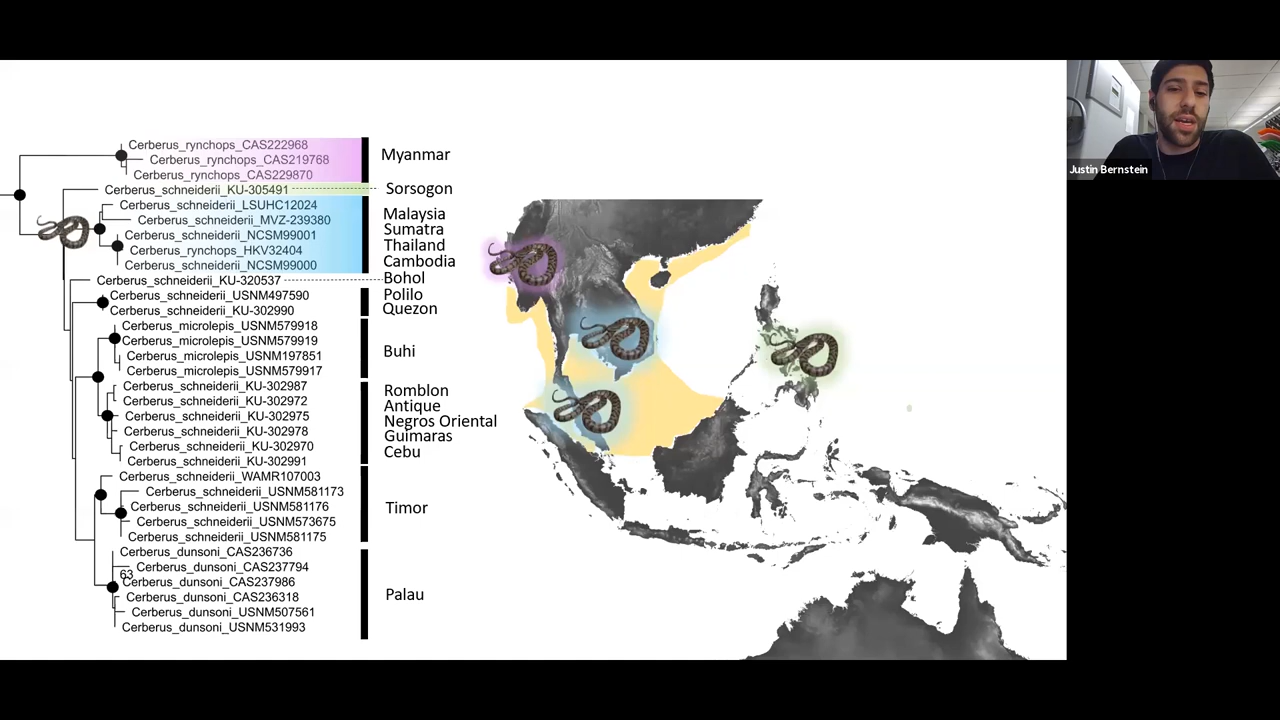 Cerberus_rynchops_CAS222968
Cerberus_rynchops_CAS219768
Cerberus_rynchops_CAS229870
Myanmar
Cerberus_schneiderii_KU-305491
Sorsogon
Cerberus_schneiderii_LSUHC12024
Cerberus_schneiderii_MVZ-239380
Cerberus_schneiderii_NCSM99001
Cerberus_rynchops_HKV32404
Cerberus_schneiderii_NCSM99000
Malaysia
Sumatra
Thailand
Cambodia
Cerberus_schneiderii_KU-320537
Bohol
Cerberus_schneiderii_USNM497590
Cerberus_schneiderii_KU-302990
Polilo
Quezon
Cerberus_microlepis_USNM579918
Cerberus_microlepis_USNM579919
Cerberus_microlepis_USNM197851
Cerberus_microlepis_USNM579917
Buhi
Cerberus_schneiderii_KU-302987
Cerberus_schneiderii_KU-302972
Cerberus_schneiderii_KU-302975
Cerberus_schneiderii_KU-302978
Cerberus_schneiderii_KU-302970
Cerberus_schneiderii_KU-302991
Romblon
Antique
Negros Oriental
Guimaras
Cebu
Cerberus_schneiderii_WAMR107003
Cerberus_schneiderii_USNM581173
Cerberus_schneiderii_USNM581176
Cerberus_schneiderii_USNM573675
Cerberus_schneiderii_USNM581175
Timor
Cerberus_dunsoni_CAS236736
Cerberus_dunsoni_CAS237794
63
Cerberus_dunsoni_CAS237986
Cerberus_dunsoni_CAS236318
Cerberus_dunsoni_USNM507561
Cerberus_dunsoni_USNM531993
Palau
Justin Bernstein